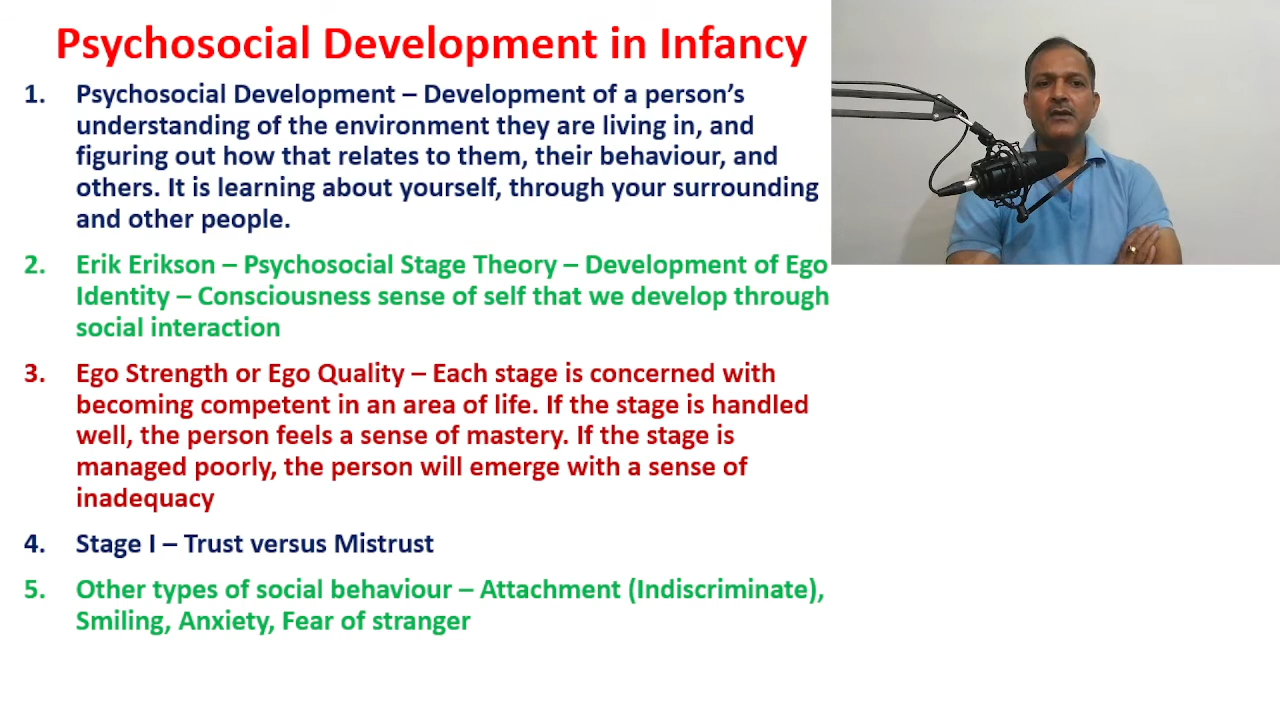 Psychosocial Development in Infancy
1. Psychosocial Development – Development of a person’s
understanding of the environment they are living in, and
figuring out how that relates to them, their behaviour, and
others. It is learning about yourself, through your surrounding
and other people.
2. Erik Erikson – Psychosocial Stage Theory – Development of Ego
Identity – Consciousness sense of self that we develop through
social interaction
3. Ego Strength or Ego Quality – Each stage is concerned with
becoming competent in an area of life. If the stage is handled
well, the person feels a sense of mastery. If the stage is
managed poorly, the person will emerge with a sense of
inadequacy
4. Stage I – Trust versus Mistrust
5. Other types of social behaviour – Attachment (Indiscriminate),
Smiling, Anxiety, Fear of stranger